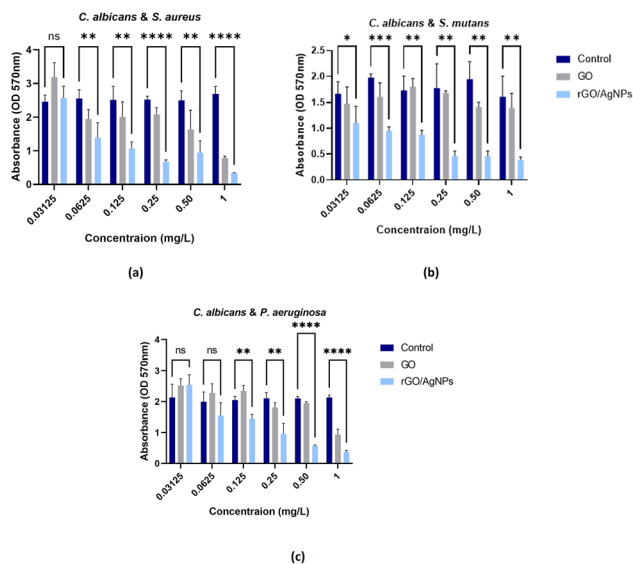 C. albicans & S. aureus
ns ** ** **** ** ****
Absorbance (OD 570nm)
4
3
2
1
0
0.03125 0.0625 0.125 0.25 0.50 1
Concentraion (mg/L)
(a)
C. albicans & S. mutans
* *** ** ** ** **
Absorbance (OD 570nm)
2.5
2.0
1.5
1.0
0.5
0.0
0.03125 0.0625 0.125 0.25 0.50 1
Concentraion (mg/L)
(b)
Control
GO
rGO/AgNPs
C. albicans & P. aeruginosa
ns ns ** ** **** ****
Absorbance (OD 570nm)
4
3
2
1
0
0.03125 0.0625 0.125 0.25 0.50 1
Concentraion (mg/L)
Control
GO
rGO/AgNPs
(c)